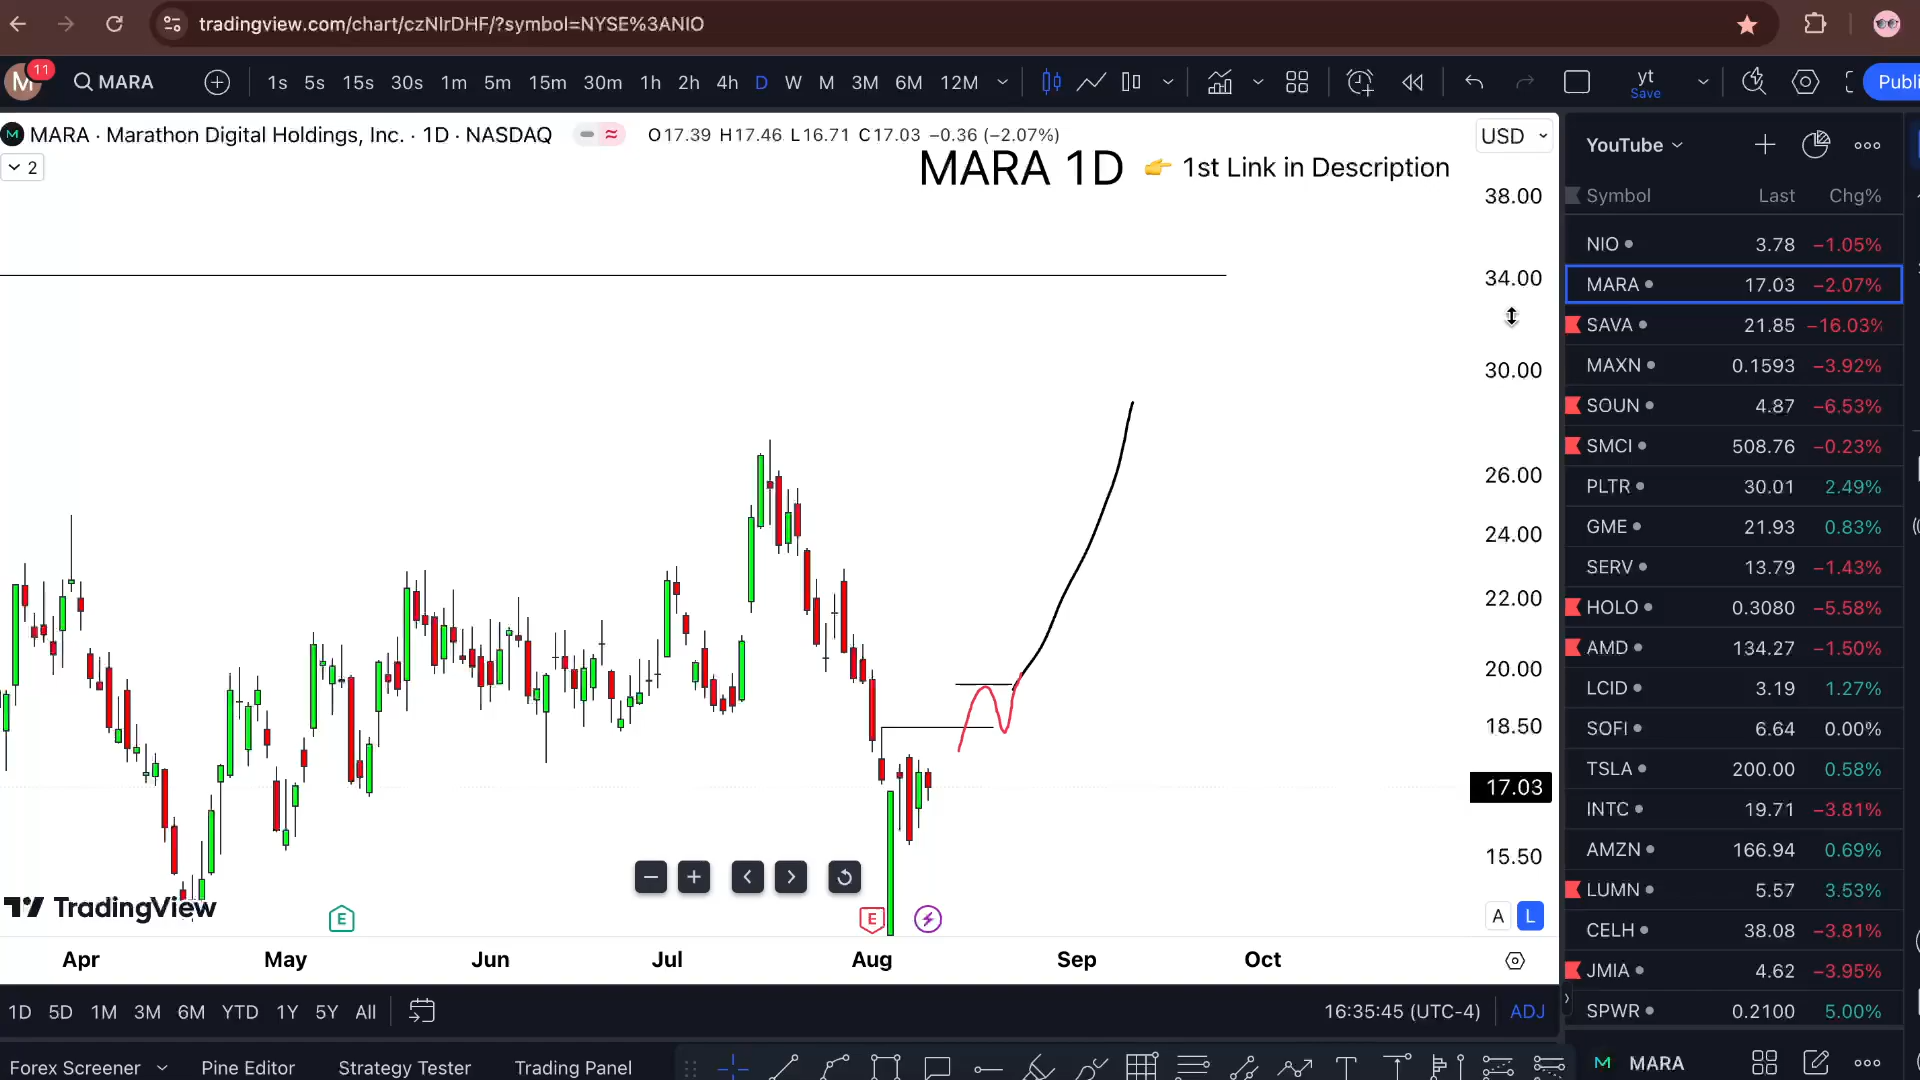 tradingview.com/chart/czNIrDHF/?symbol=NYSE%3ANIO
M 11 MARA 1s 5s 15s 30s 1m 5m 15m 30m 1h 2h 4h D W M 3M 6M 12M yt Save Publi
M MARA · Marathon Digital Holdings, Inc. · 1D · NASDAQ O17.39 H17.46 L16.71 C17.03 −0.36 (−2.07%) USD
2
MARA 1D 👉 1st Link in Description
38.00
34.00
30.00
26.00
24.00
22.00
20.00
18.50
17.03
15.50
TradingView
E E
A L
Apr May Jun Jul Aug Sep Oct
1D 5D 1M 3M 6M YTD 1Y 5Y All 16:35:45 (UTC-4) ADJ
Forex Screener Pine Editor Strategy Tester Trading Panel
YouTube
Symbol Last Chg%
NIO 3.78 −1.05%
MARA 17.03 −2.07%
SAVA 21.85 −16.03%
MAXN 0.1593 −3.92%
SOUN 4.87 −6.53%
SMCI 508.76 −0.23%
PLTR 30.01 2.49%
GME 21.93 0.83%
SERV 13.79 −1.43%
HOLO 0.3080 −5.58%
AMD 134.27 −1.50%
LCID 3.19 1.27%
SOFI 6.64 0.00%
TSLA 200.00 0.58%
INTC 19.71 −3.81%
AMZN 166.94 0.69%
LUMN 5.57 3.53%
CELH 38.08 −3.81%
JMIA 4.62 −3.95%
SPWR 0.2100 5.00%
M MARA